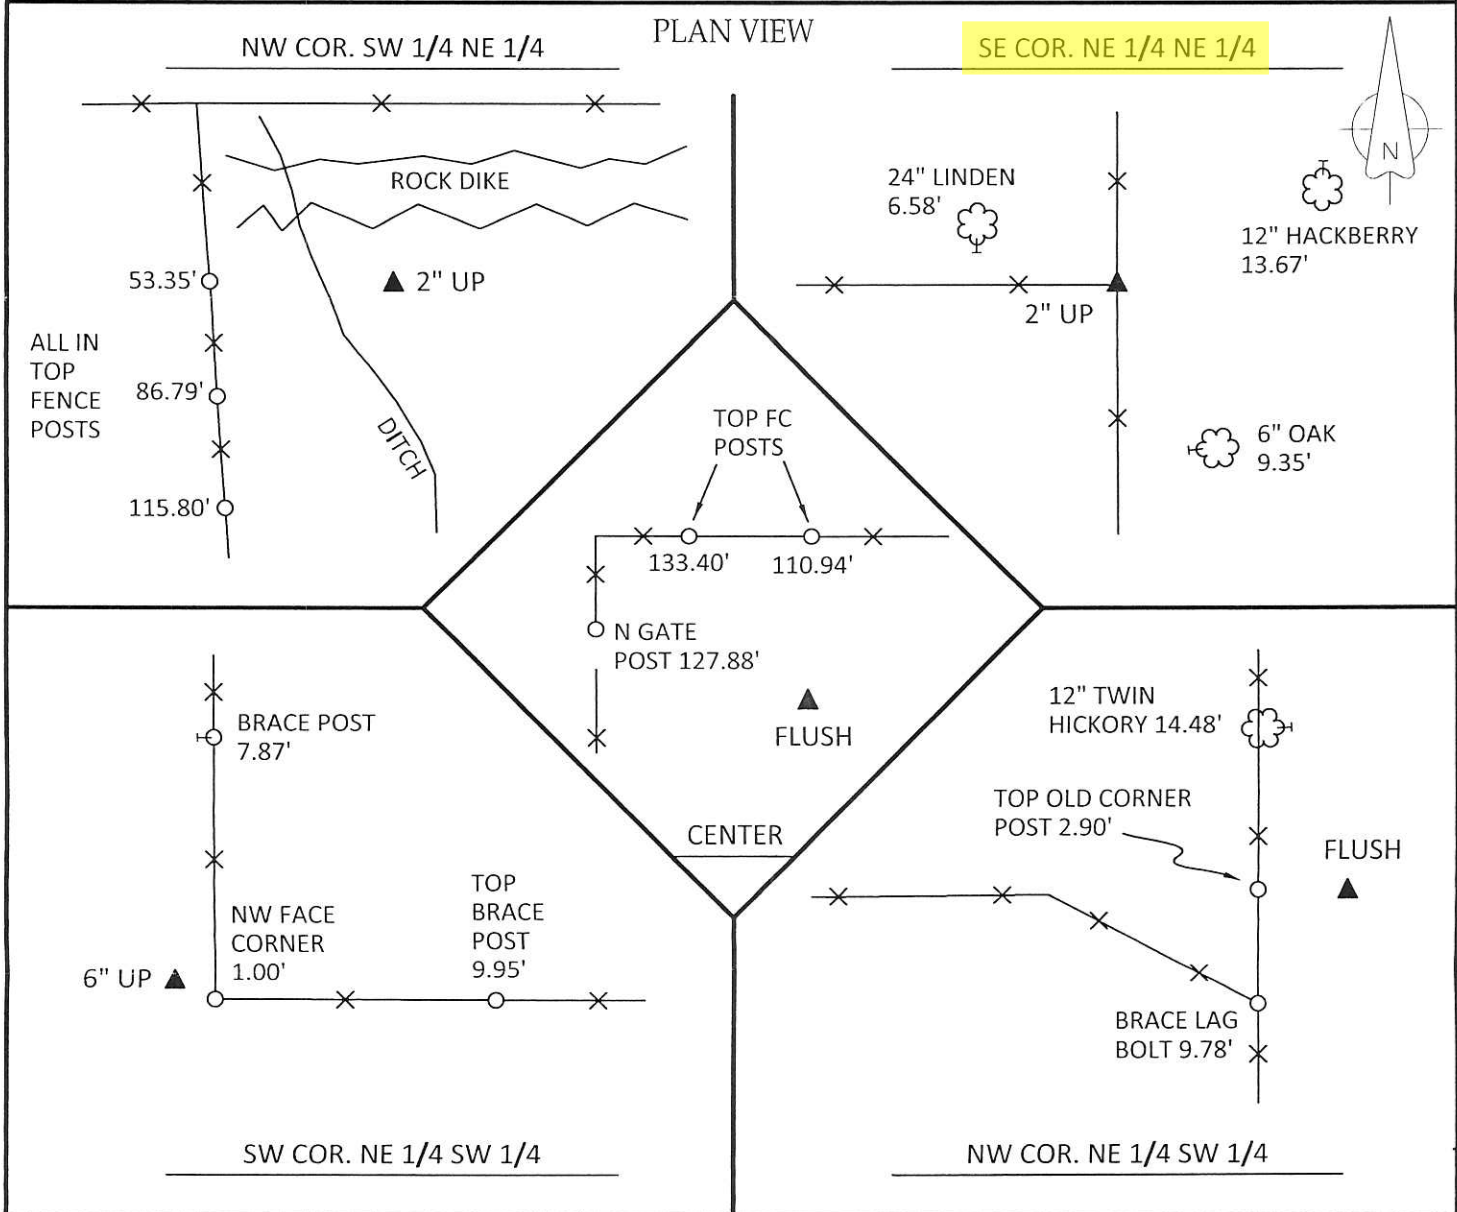 PLAN VIEW
NW COR. SW 1/4 NE 1/4
ROCK DIKE
53.35'
2" UP
ALL IN
TOP
FENCE
POSTS
86.79'
DITCH
115.80'
SE COR. NE 1/4 NE 1/4
N
24" LINDEN
6.58'
12" HACKBERRY
13.67'
2" UP
6" OAK
9.35'
TOP FC
POSTS
133.40'
110.94'
N GATE
POST 127.88'
FLUSH
CENTER
BRACE POST
7.87'
NW FACE
CORNER
1.00'
TOP
BRACE
POST
9.95'
6" UP
SW COR. NE 1/4 SW 1/4
12" TWIN
HICKORY 14.48'
TOP OLD CORNER
POST 2.90'
FLUSH
BRACE LAG
BOLT 9.78'
NW COR. NE 1/4 SW 1/4